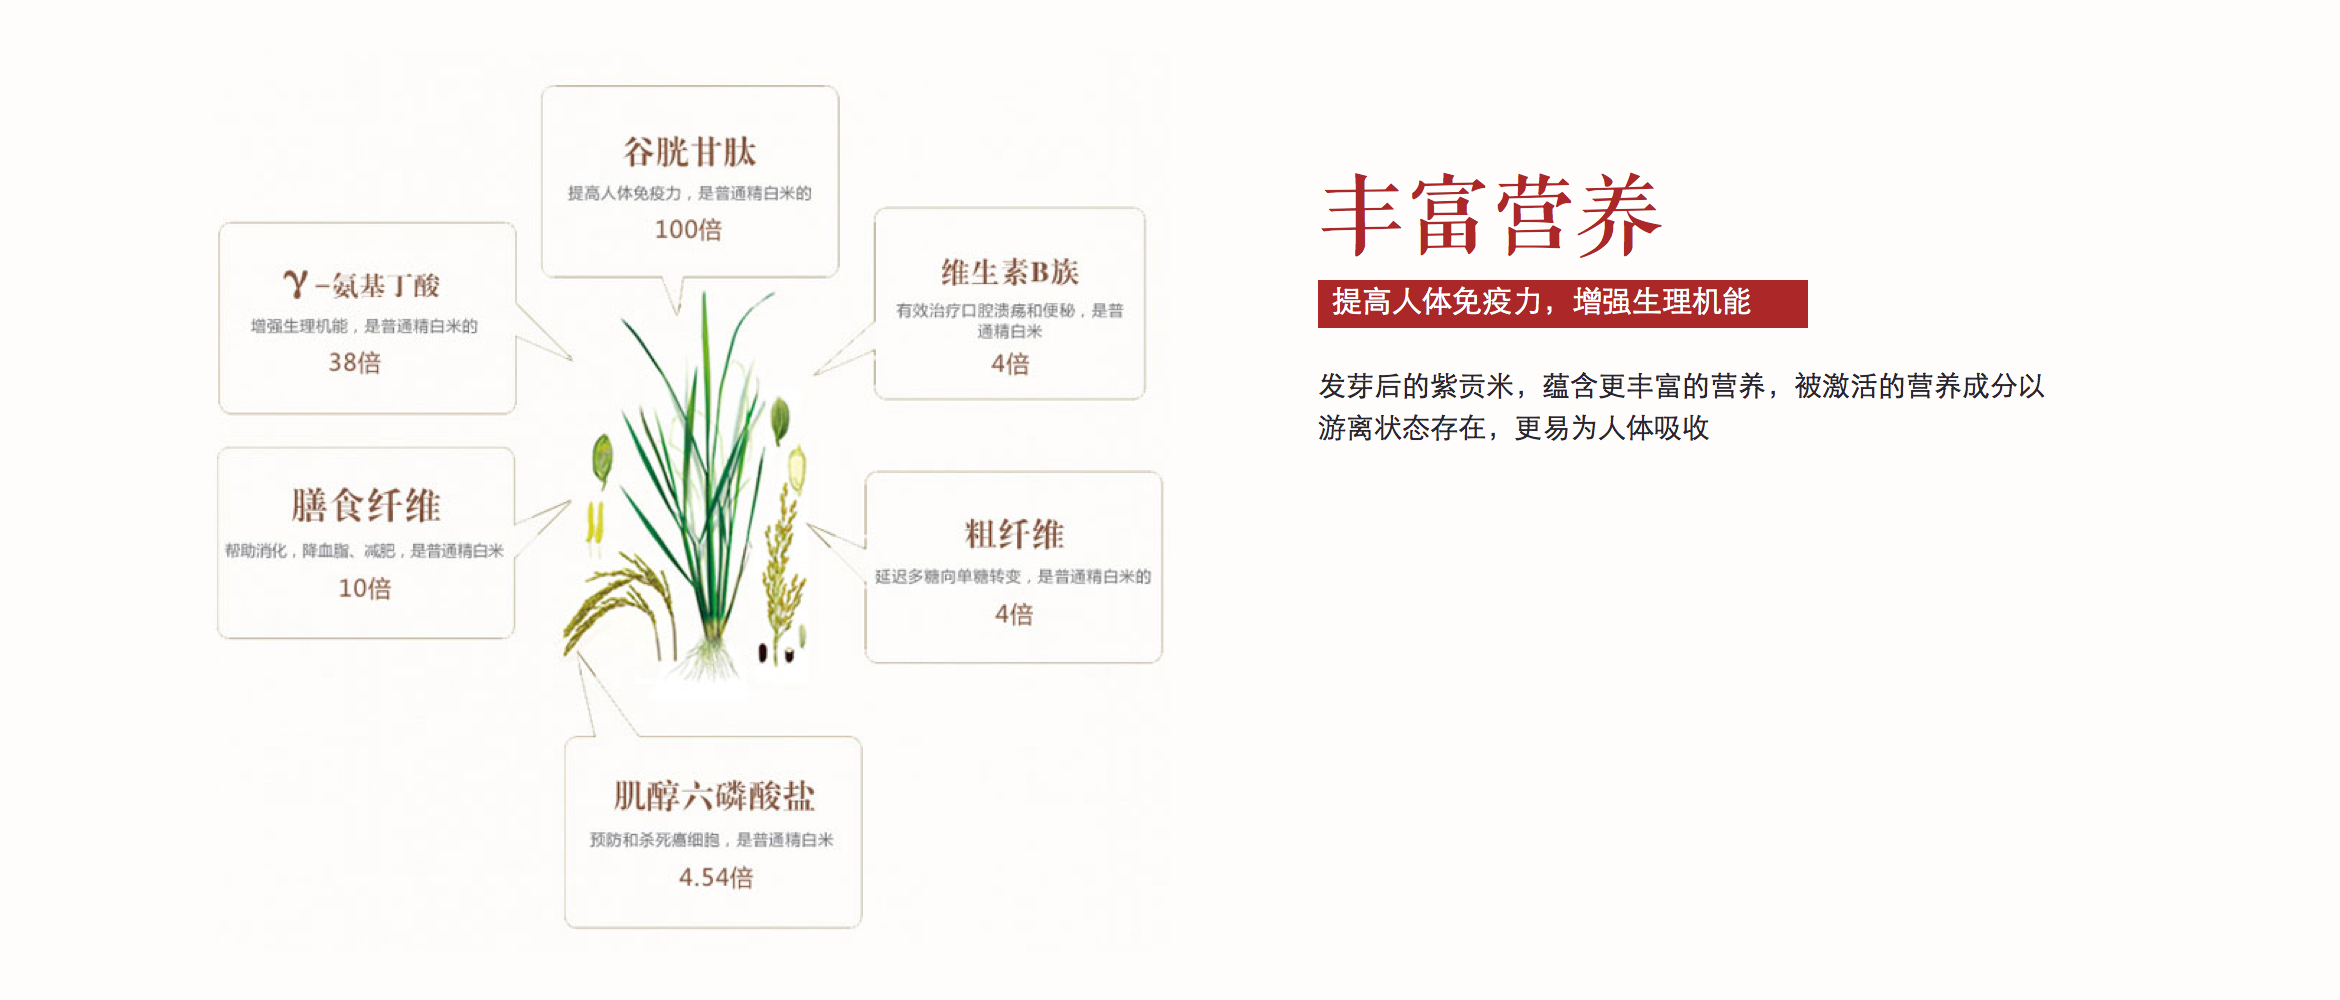 谷胱甘肽
提高人体免疫力，是普通精白米的
100倍
γ-氨基丁酸
增强生理机能，是普通精白米的
38倍
维生素B族
有效治疗口腔溃疡和便秘，是普
通精白米
4倍
膳食纤维
帮助消化，降血脂、减肥，是普通精白米
10倍
粗纤维
延迟多糖向单糖转变，是普通精白米的
4倍
肌醇六磷酸盐
预防和杀死癌细胞，是普通精白米
4.54倍
丰富营养
提高人体免疫力，增强生理机能
发芽后的紫贡米，蕴含更丰富的营养，被激活的营养成分以
游离状态存在，更易为人体吸收